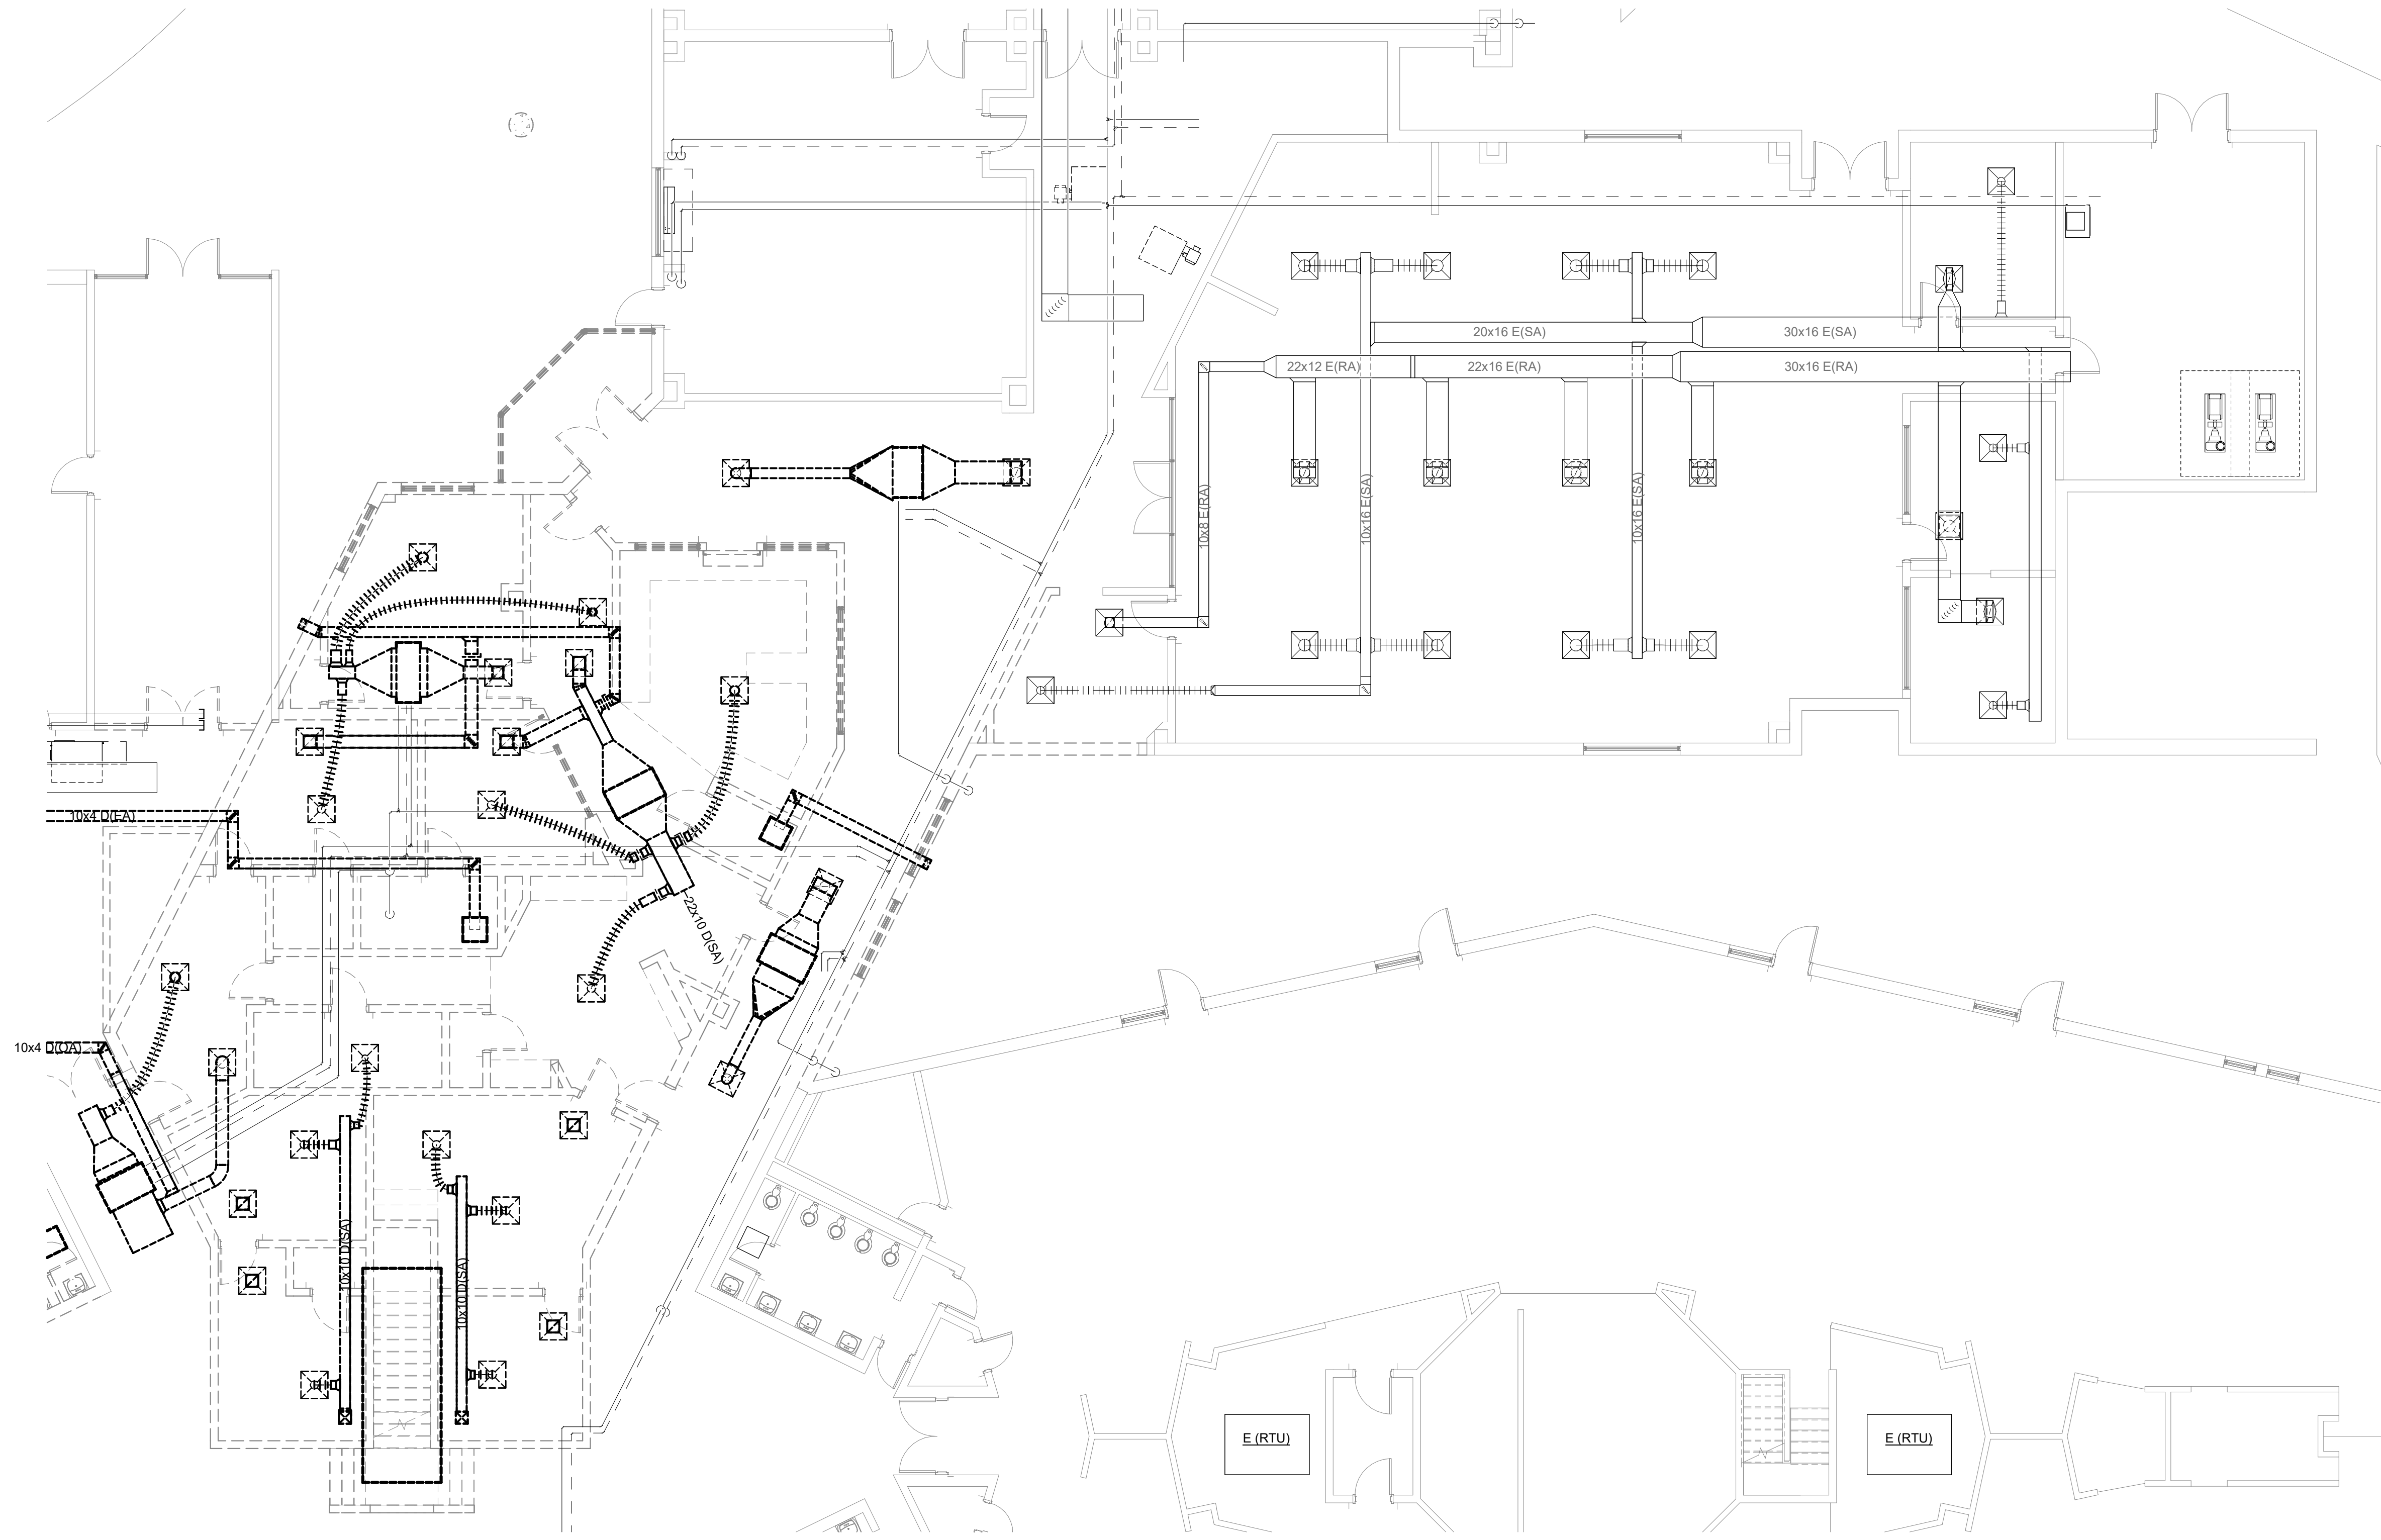 20x16 E(SA)
30x16 E(SA)
22x12 E(RA)
22x16 E(RA)
30x16 E(RA)
10x8 E(RA)
10x16 E(SA)
10x16 E(SA)
10x4 D(EA)
22x10 D(SA)
10x4 D(OA)
10x10 D(SA)
10x10 D(SA)
E (RTU)
E (RTU)